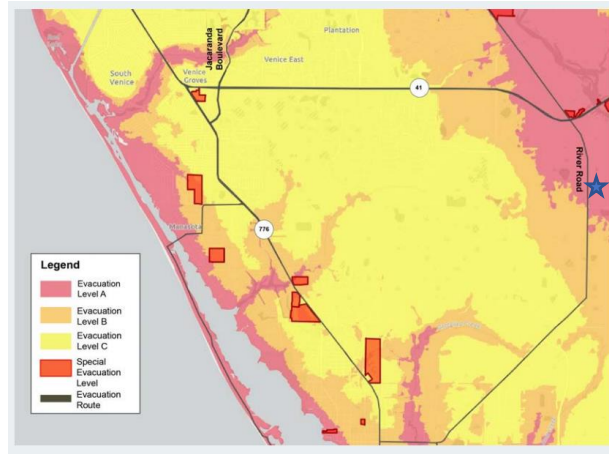 Plantation
Jacaranda
Boulevard
Venice East
South
Venice
Venice
Groves
41
River Road
Manasota
776
Legend
Evacuation
Level A
Evacuation
Level B
Evacuation
Level C
Special
Evacuation
Level
Evacuation
Route